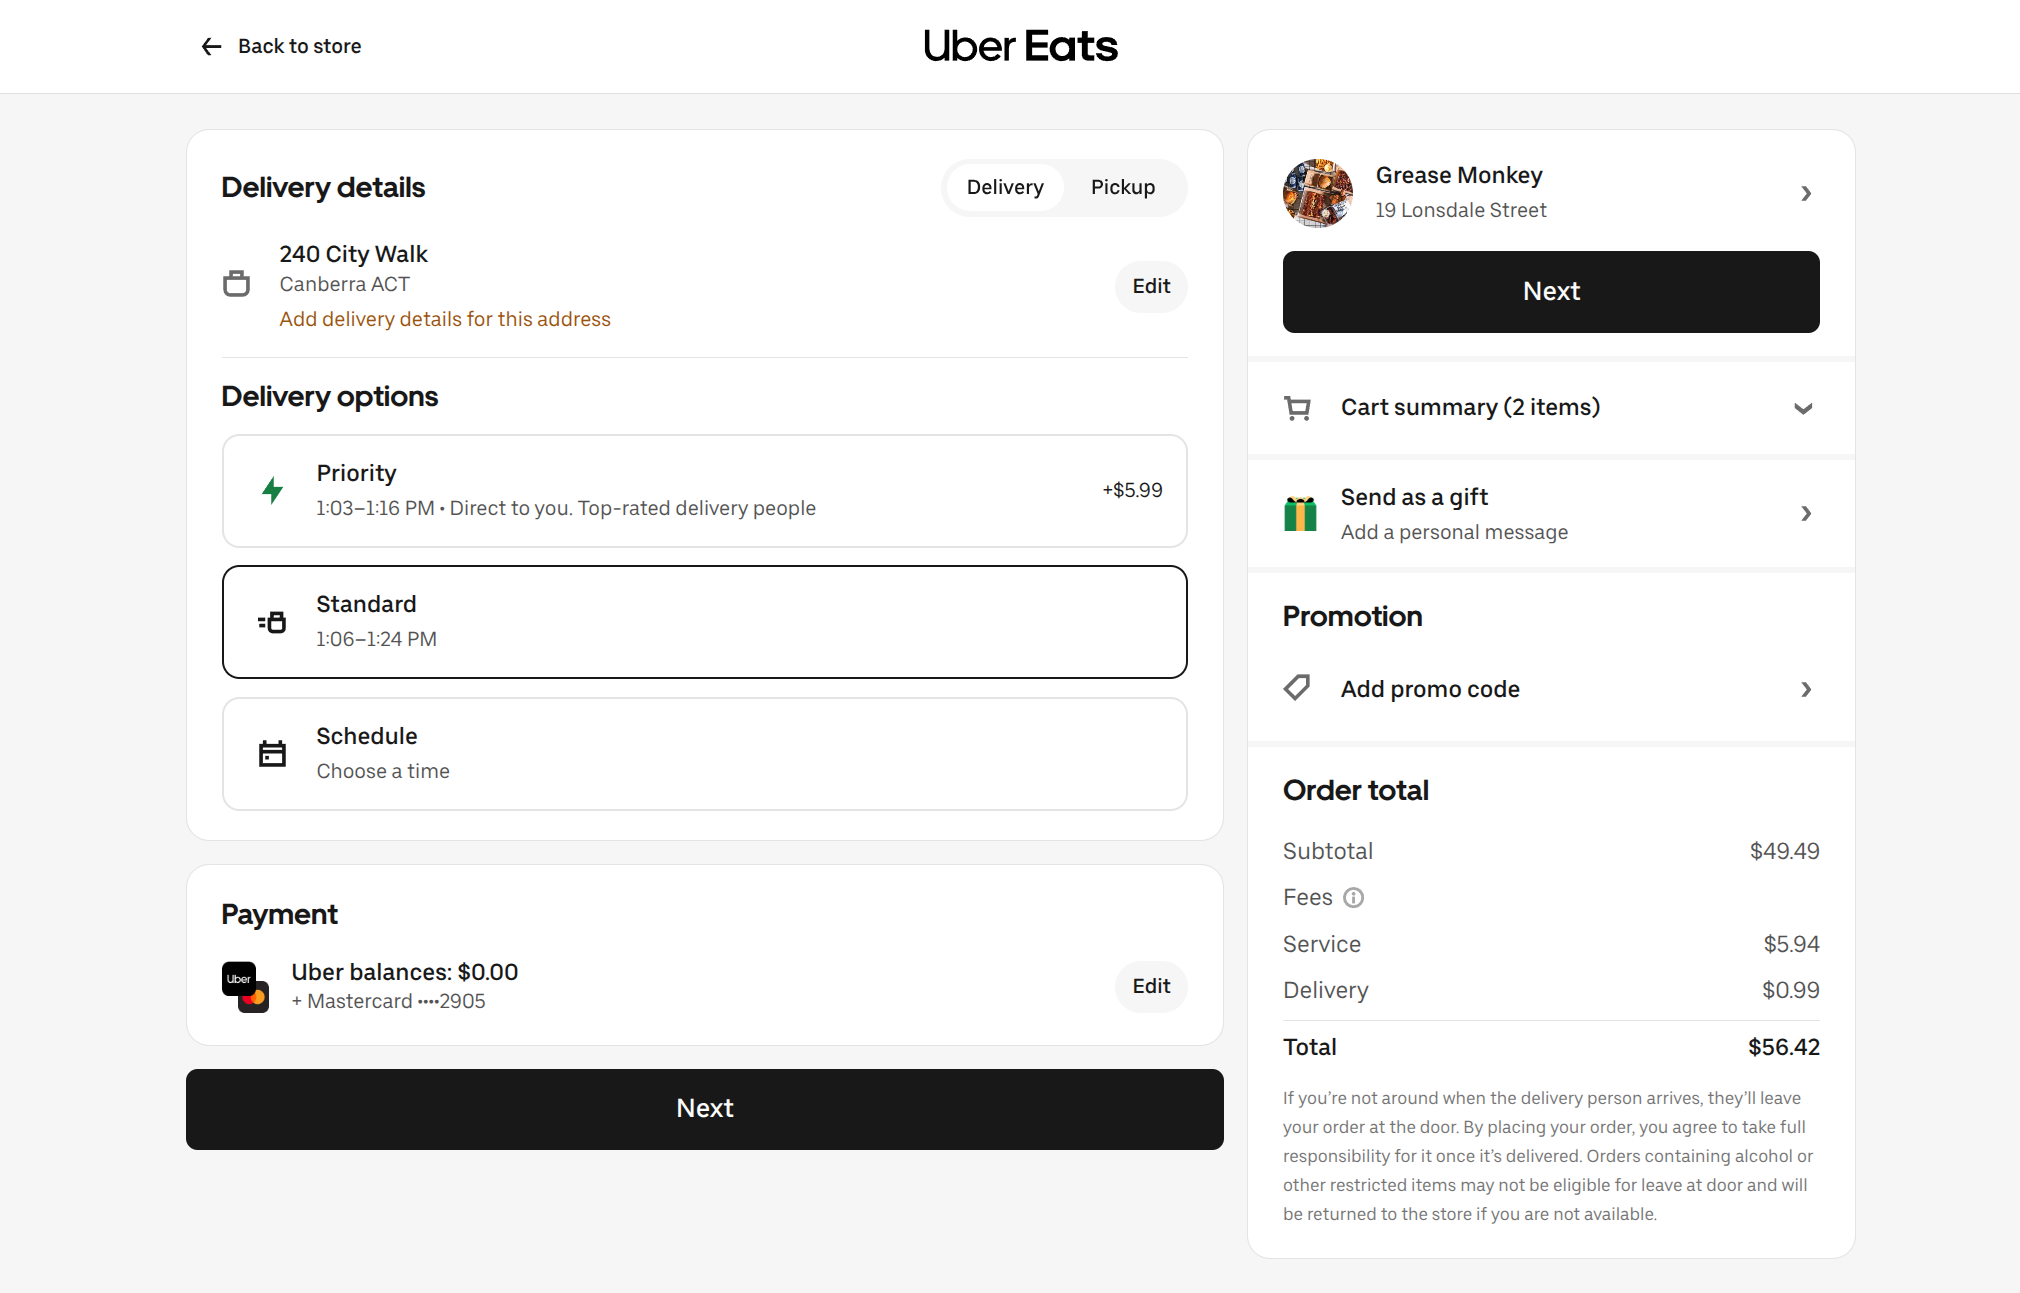 Back to store
Uber Eats
Delivery details
Delivery
Pickup
240 City Walk
Canberra ACT
Add delivery details for this address
Edit
Delivery options
Priority
1:03–1:16 PM • Direct to you. Top-rated delivery people
+$5.99
Standard
1:06–1:24 PM
Schedule
Choose a time
Payment
Uber
Uber balances: $0.00
+ Mastercard ••••2905
Edit
Next
Grease Monkey
19 Lonsdale Street
Next
Cart summary (2 items)
Send as a gift
Add a personal message
Promotion
Add promo code
Order total
Subtotal $49.49
Fees
Service $5.94
Delivery $0.99
Total $56.42
If you're not around when the delivery person arrives, they'll leave
your order at the door. By placing your order, you agree to take full
responsibility for it once it's delivered. Orders containing alcohol or
other restricted items may not be eligible for leave at door and will
be returned to the store if you are not available.